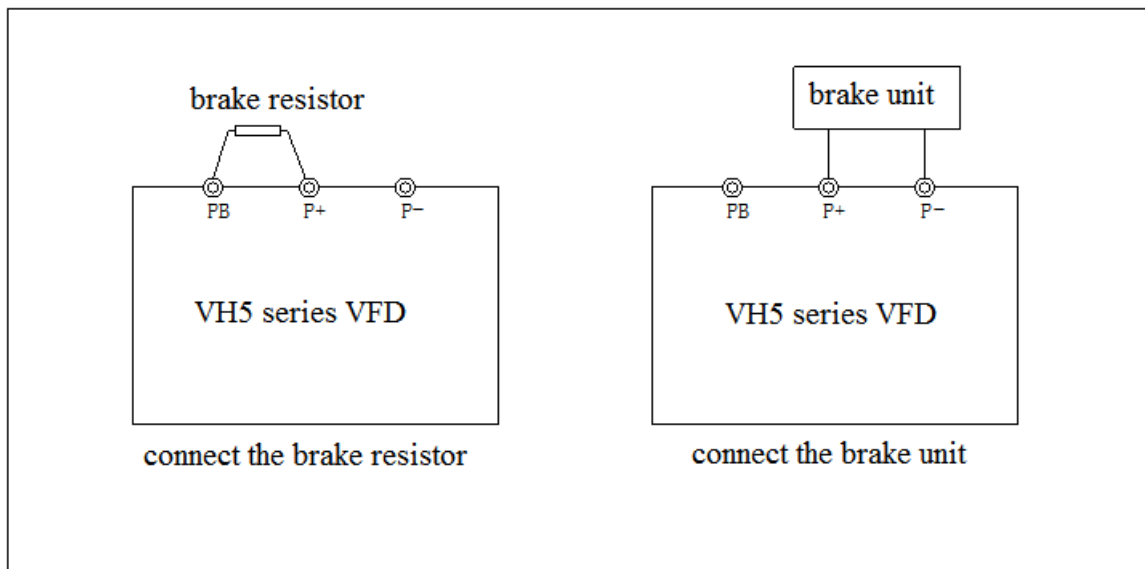 brake resistor
PB P+ P−
VH5 series VFD
connect the brake resistor
brake unit
PB P+ P−
VH5 series VFD
connect the brake unit